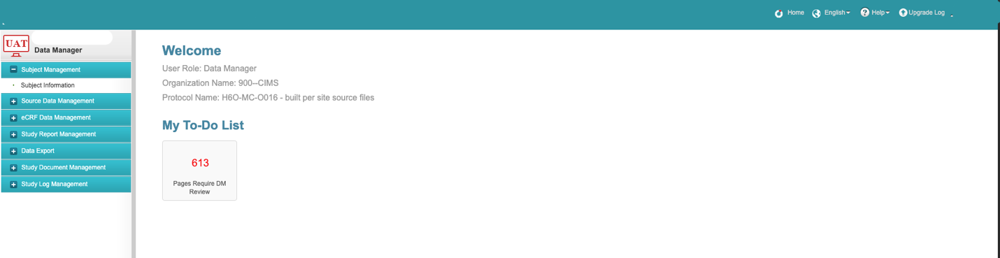 Home English Help Upgrade Log
UAT
Data Manager
Subject Management
Subject Information
Source Data Management
eCRF Data Management
Study Report Management
Data Export
Study Document Management
Study Log Management
Welcome
User Role: Data Manager
Organization Name: 900--CIMS
Protocol Name: H6O-MC-O016 - built per site source files
My To-Do List
613
Pages Require DM
Review